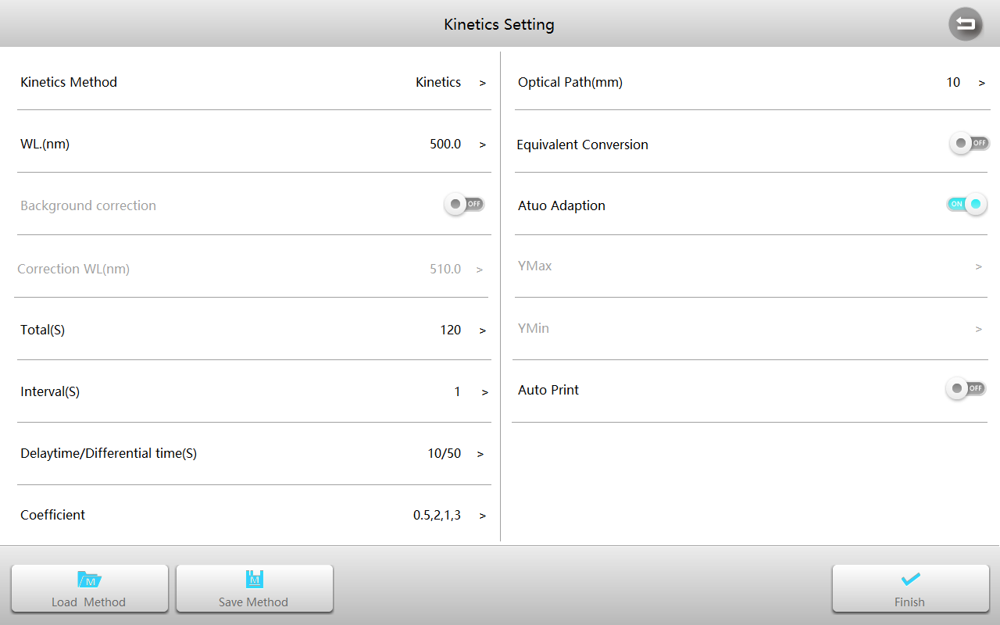 Kinetics Setting
Kinetics Method Kinetics >
WL.(nm) 500.0 >
Background correction OFF
Correction WL(nm) 510.0 >
Total(S) 120 >
Interval(S) 1 >
Delaytime/Differential time(S) 10/50 >
Coefficient 0.5,2,1,3 >
Optical Path(mm) 10 >
Equivalent Conversion OFF
Atuo Adaption ON
YMax >
YMin >
Auto Print OFF
M M
Load Method Save Method Finish